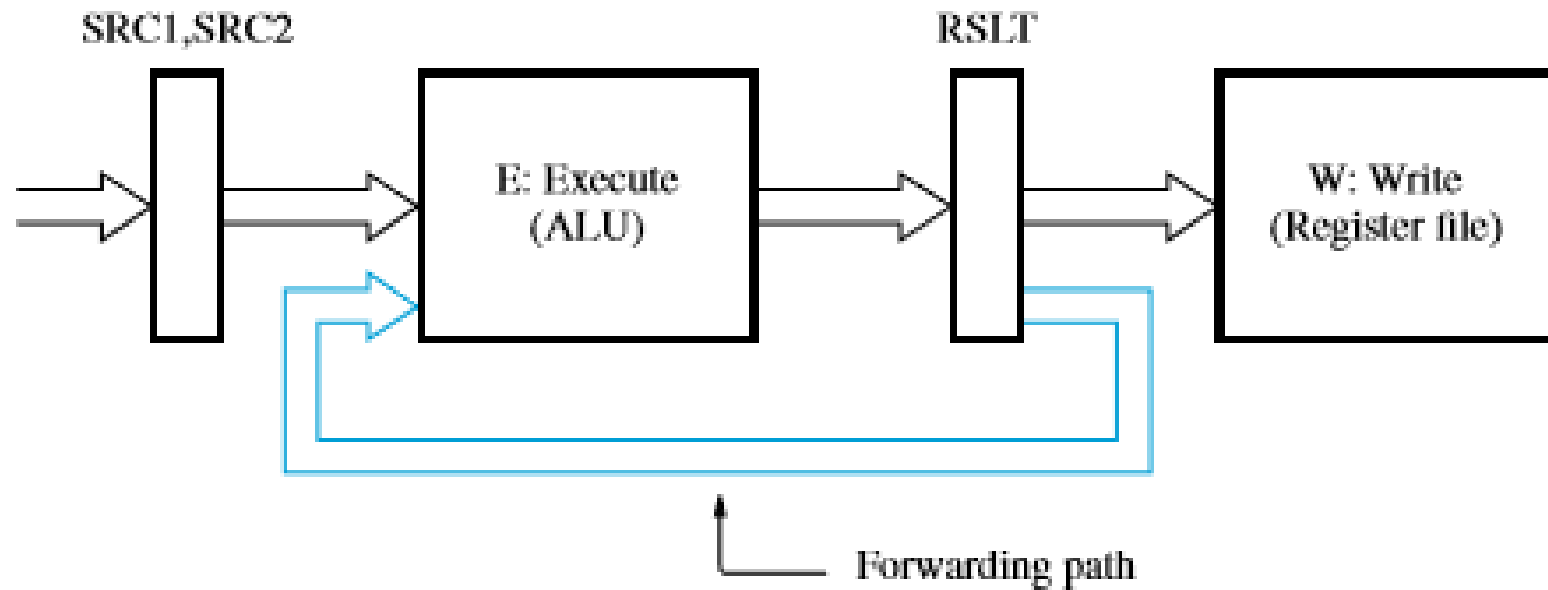 SRC1,SRC2
RSLT
E: Execute
(ALU)
W: Write
(Register file)
Forwarding path